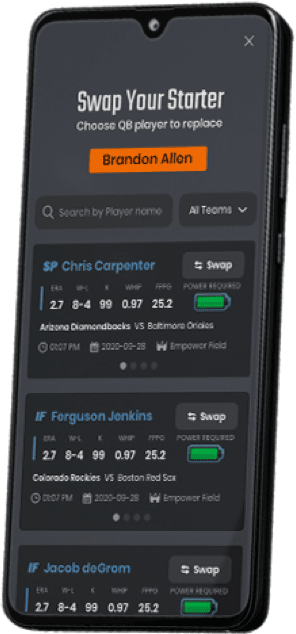 Swap Your Starter
Choose QB player to replace
Brandon Allen
Search by Player name
All Teams
SP Chris Carpenter
Swap
ERA W-L K WHIP FPPG POWER REQUIRED
2.7 8-4 99 0.97 25.2
Arizona Diamondbacks VS Baltimore Orioles
01:07 PM 2020-09-28 Empower Field
IF Ferguson Jenkins
Swap
ERA W-L K WHIP FPPG POWER REQUIRED
2.7 8-4 99 0.97 25.2
Colorado Rockies VS Boston Red Sox
01:07 PM 2020-09-28 Empower Field
IF Jacob deGrom
Swap
ERA W-L K WHIP FPPG POWER REQUIRED
2.7 8-4 99 0.97 25.2